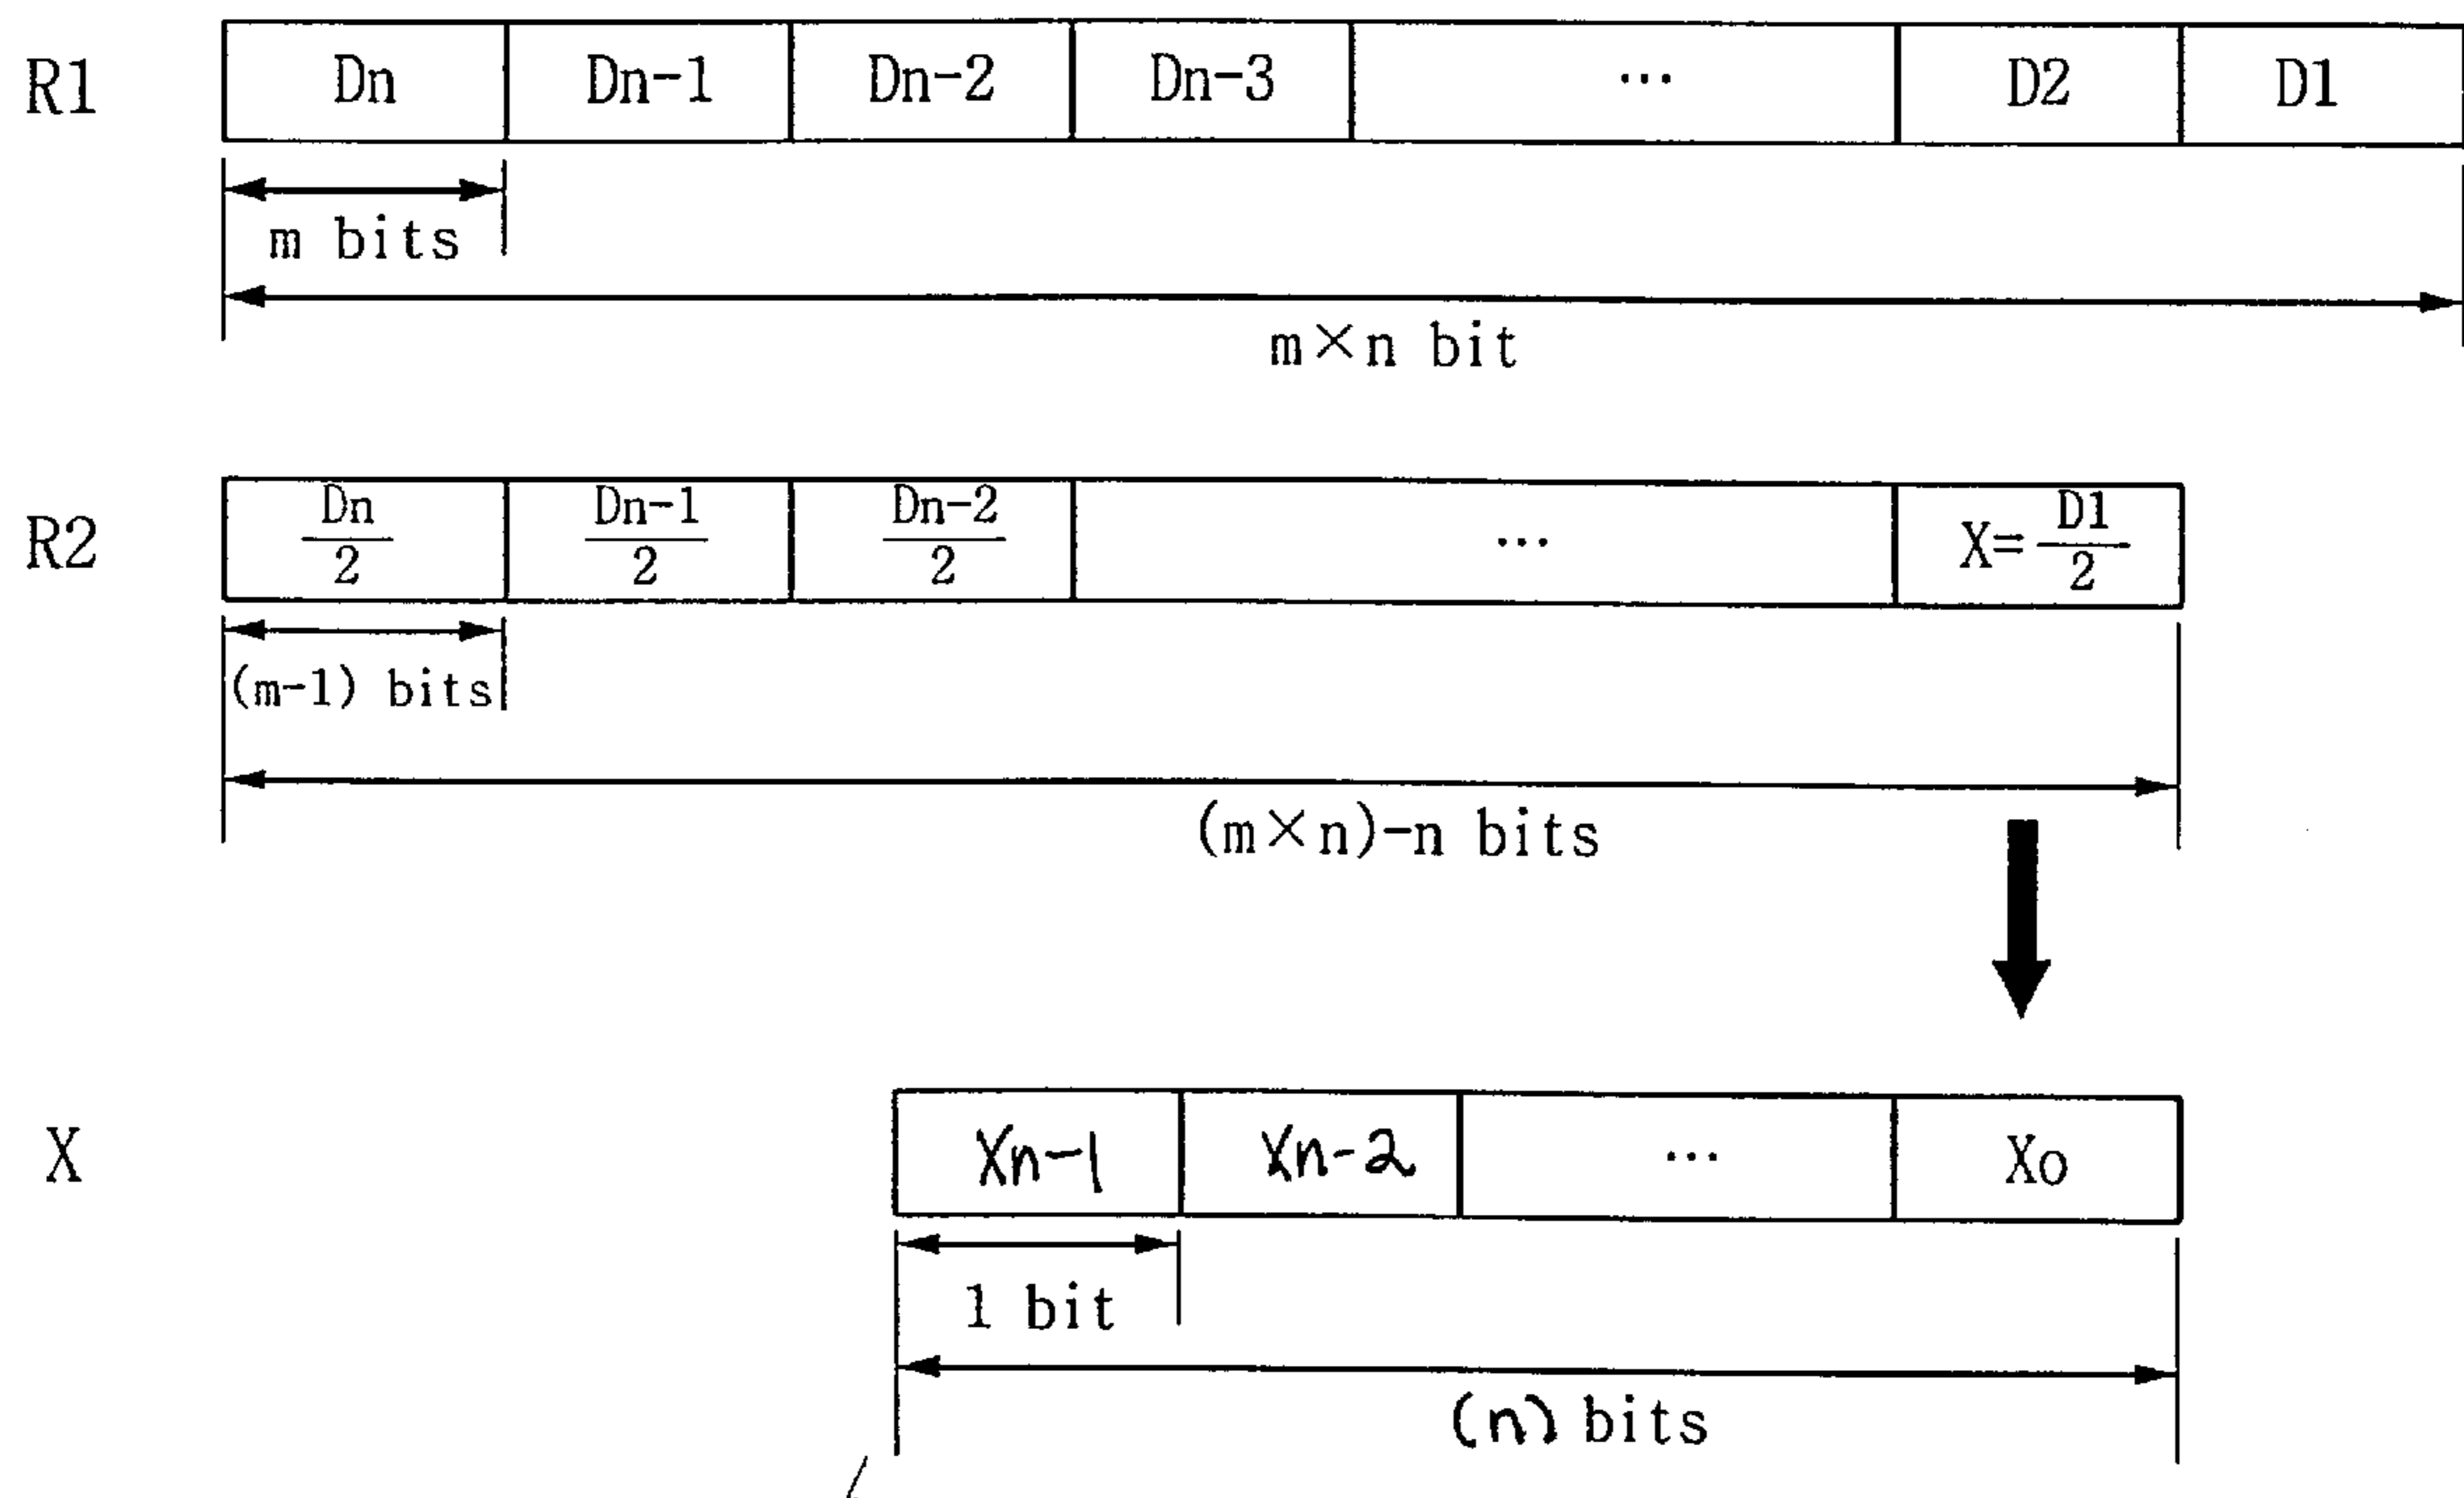 R1 Dn Dn-1 Dn-2 Dn-3 … D2 D1
m bits
m×n bit
R2 Dn/2 Dn-1/2 Dn-2/2 … X=D1/2
(m-1) bits
(m×n)-n bits
X Xn-1 Xn-2 … Xo
1 bit
(n) bits